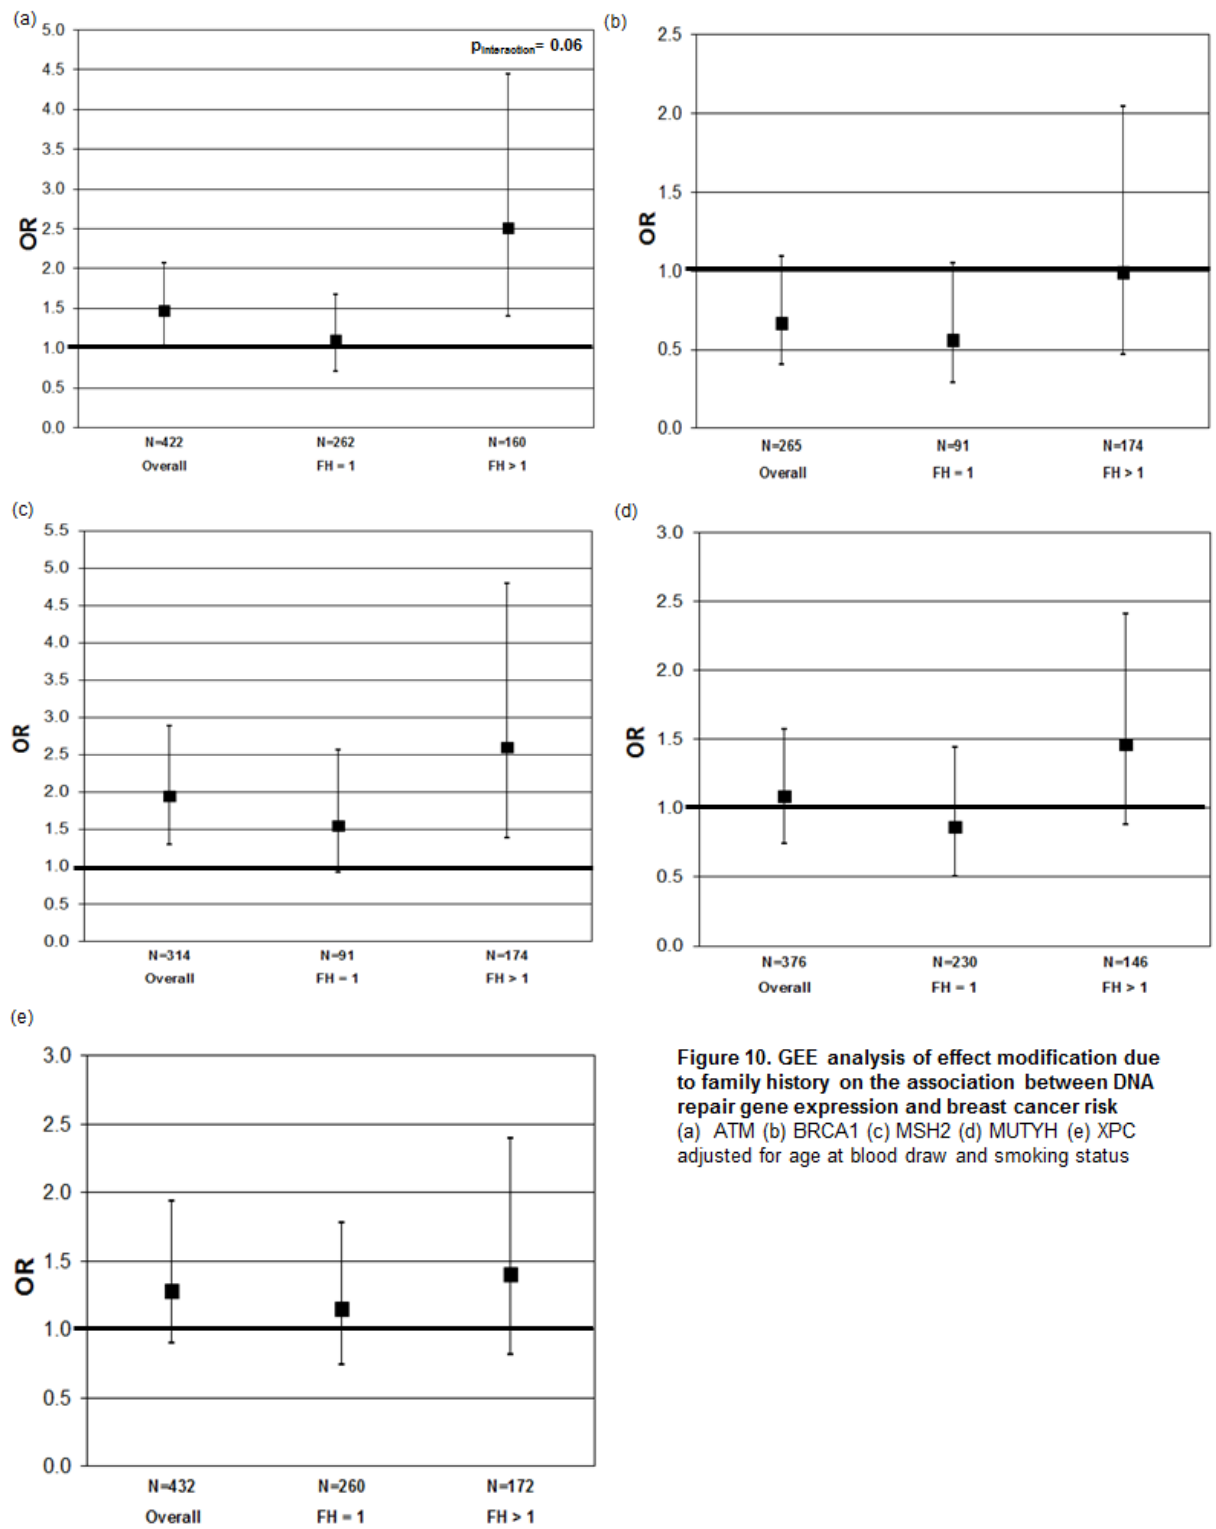 (a)
5.0
4.5
4.0
3.5
3.0
2.5
2.0
1.5
1.0
0.5
0.0
OR
pinteraction= 0.06
N=422 N=262 N=160
Overall FH = 1 FH > 1
(b)
2.5
2.0
1.5
1.0
0.5
0.0
OR
N=265 N=91 N=174
Overall FH = 1 FH > 1
(c)
5.5
5.0
4.5
4.0
3.5
3.0
2.5
2.0
1.5
1.0
0.5
0.0
OR
N=314 N=91 N=174
Overall FH = 1 FH > 1
(d)
3.0
2.5
2.0
1.5
1.0
0.5
0.0
OR
N=376 N=230 N=146
Overall FH = 1 FH > 1
(e)
3.0
2.5
2.0
1.5
1.0
0.5
0.0
OR
N=432 N=260 N=172
Overall FH = 1 FH > 1
Figure 10. GEE analysis of effect modification due
to family history on the association between DNA
repair gene expression and breast cancer risk
(a) ATM (b) BRCA1 (c) MSH2 (d) MUTYH (e) XPC
adjusted for age at blood draw and smoking status